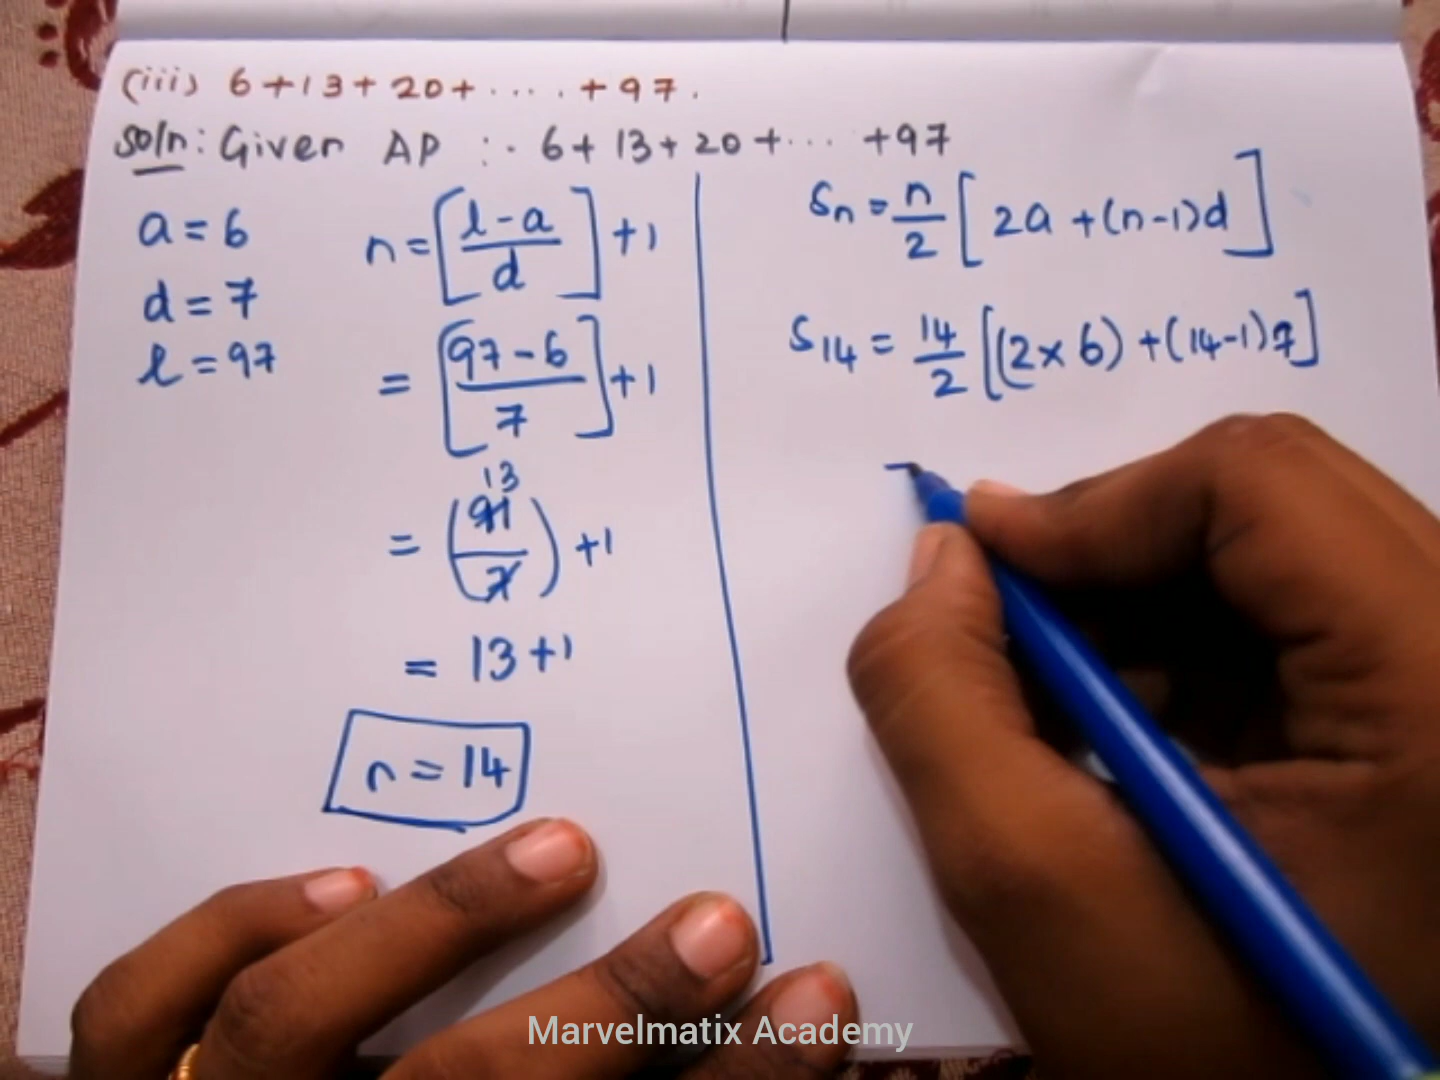 (iii) 6+13+20+.....+97.
Soln: Given AP :- 6+13+20+... +97
a=6
d=7
l=97
n=[l-a/d]+1
=[97-6/7]+1
13
=(91/7)+1
= 13+1
n=14
Sn=n/2[2a+(n-1)d]
S14=14/2[(2×6)+(14-1)7]
Marvelmatix Academy